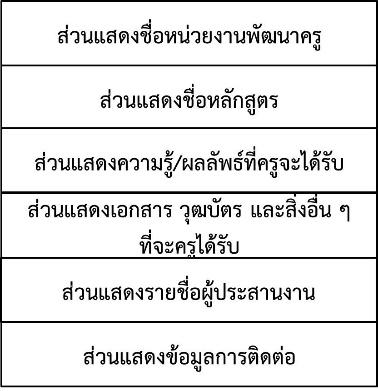 ส่วนแสดงชื่อหน่วยงานพัฒนาครู
ส่วนแสดงชื่อหลักสูตร
ส่วนแสดงความรู้/ผลลัพธ์ที่ครูจะได้รับ
ส่วนแสดงเอกสาร วุฒบัตร และสิ่งอื่น ๆ
ที่จะครูได้รับ
ส่วนแสดงรายชื่อผู้ประสานงาน
ส่วนแสดงข้อมูลการติดต่อ